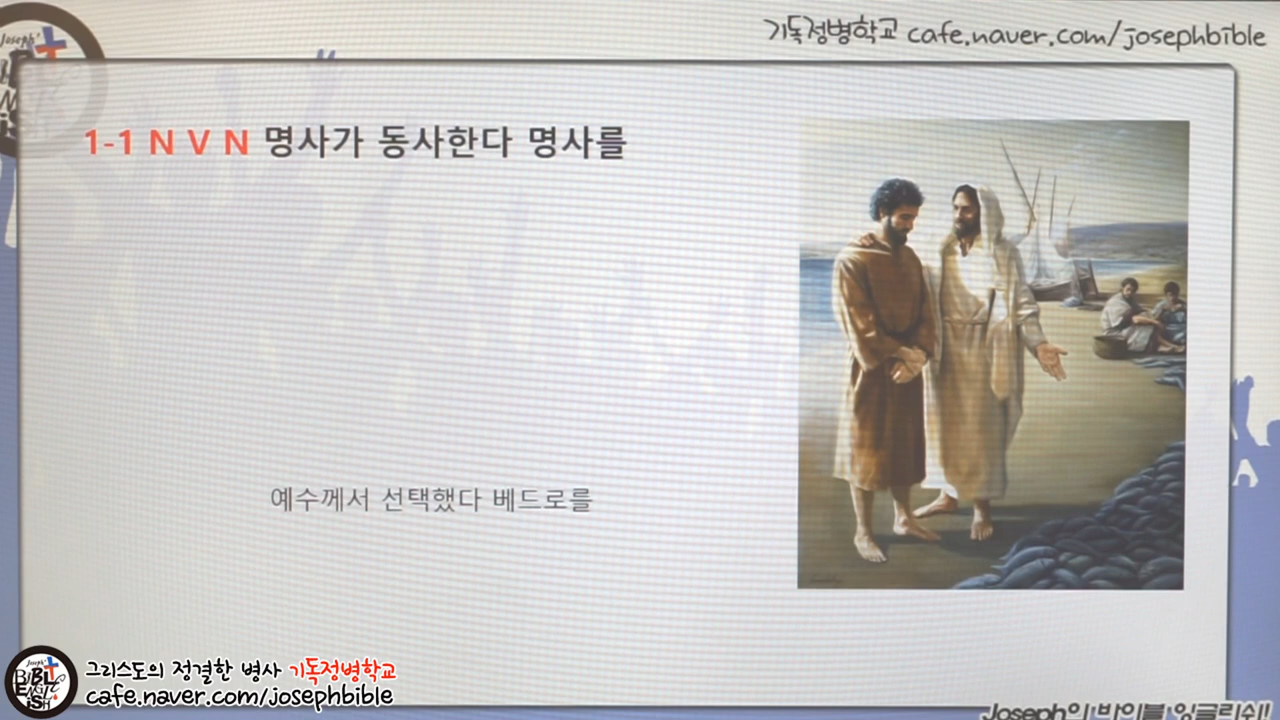 기독정병학교 cafe.naver.com/josephbible
1-1 N V N 명사가 동사한다 명사를
예수께서 선택했다 베드로를
Joseph's
BIBLE
ENGLISH
그리스도의 정결한 병사 기독정병학교
cafe.naver.com/josephbible
Joseph의 바이블 잉글리쉬!!